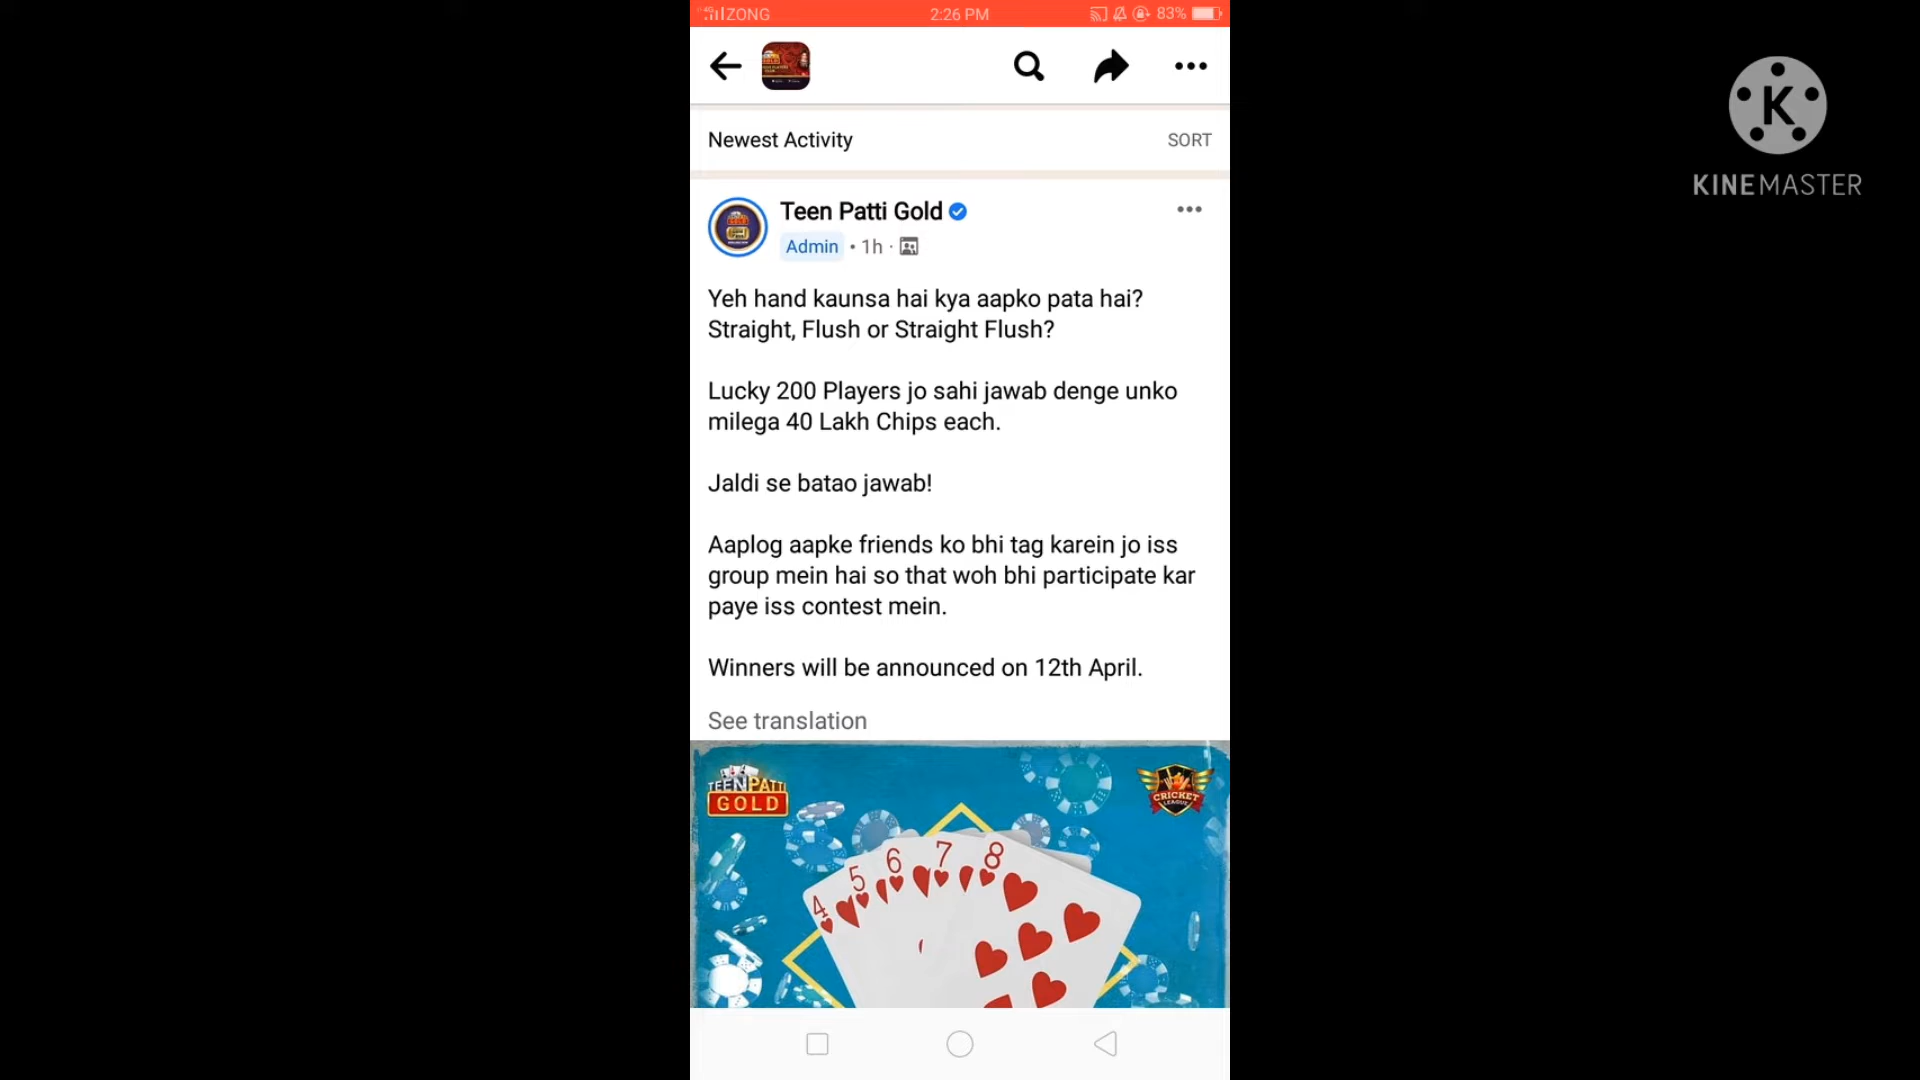 4G ZONG 2:26 PM 83%
Newest Activity SORT
Teen Patti Gold
Admin • 1h ·
Yeh hand kaunsa hai kya aapko pata hai?
Straight, Flush or Straight Flush?
Lucky 200 Players jo sahi jawab denge unko
milega 40 Lakh Chips each.
Jaldi se batao jawab!
Aaplog aapke friends ko bhi tag karein jo iss
group mein hai so that woh bhi participate kar
paye iss contest mein.
Winners will be announced on 12th April.
See translation
TEEN PATTI
GOLD
CRICKET
LEAGUE
4 5 6 7 8
K
KINEMASTER